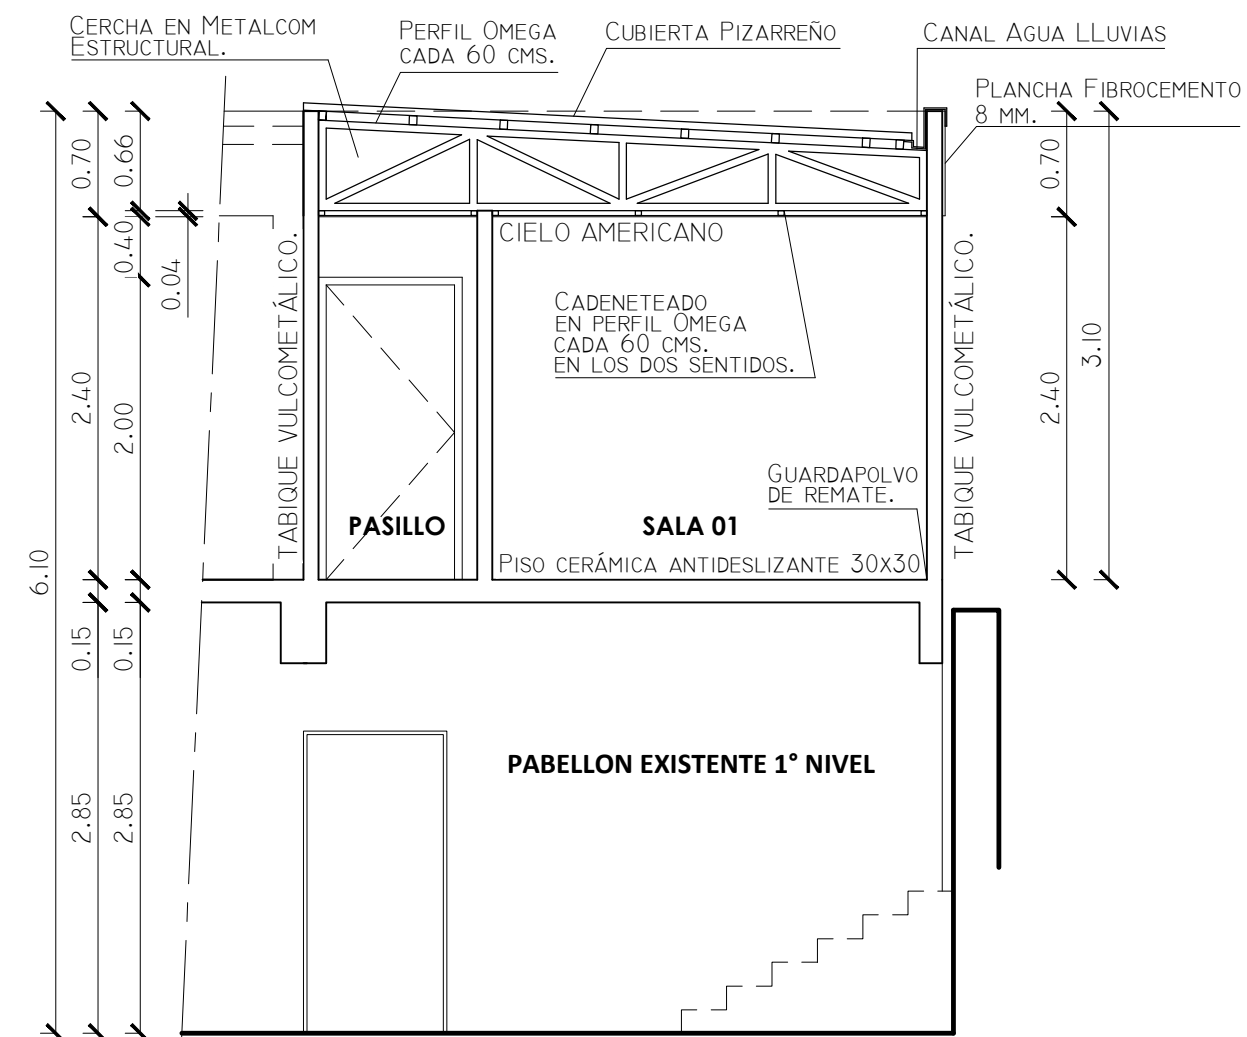 CERCHA EN METALCOM
ESTRUCTURAL.
PERFIL OMEGA
CADA 60 CMS.
CUBIERTA PIZARREÑO
CANAL AGUA LLUVIAS
PLANCHA FIBROCEMENTO
8 MM.
0.70
0.66
0.70
0.40
0.04
CIELO AMERICANO
TABIQUE VULCOMETÁLICO.
TABIQUE VULCOMETÁLICO.
CADENETEADO
EN PERFIL OMEGA
CADA 60 CMS.
EN LOS DOS SENTIDOS.
3.10
2.40
2.00
2.40
GUARDAPOLVO
DE REMATE.
PASILLO
SALA 01
PISO CERÁMICA ANTIDESLIZANTE 30X30
6.10
0.15
0.15
PABELLON EXISTENTE 1° NIVEL
2.85
2.85